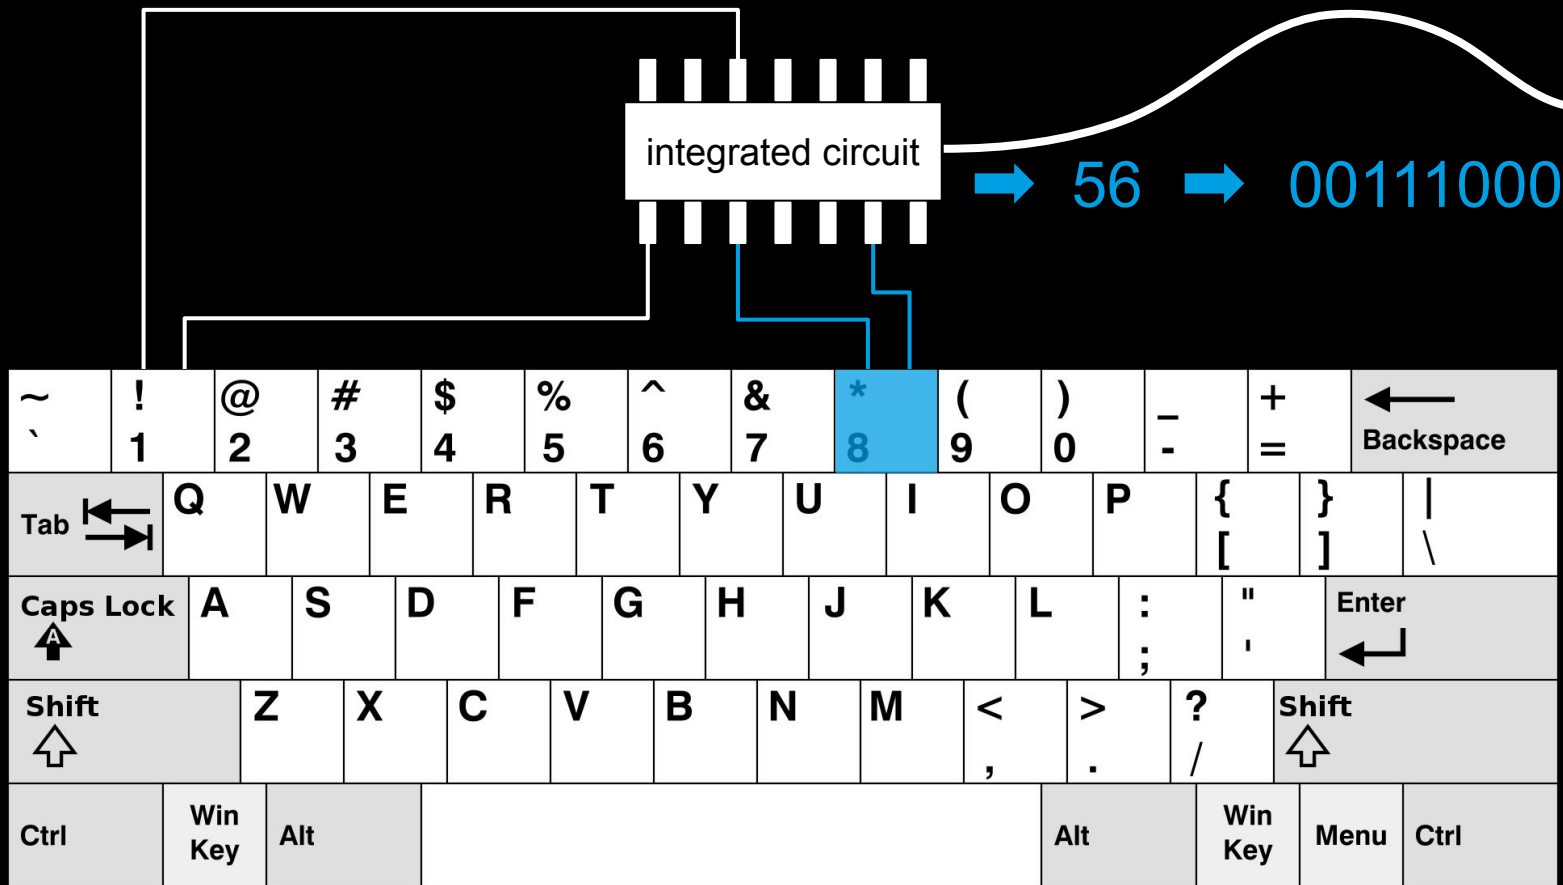 integrated circuit
56 00111000
~ ! @ # $ % ^ & * ( ) _ +
` 1 2 3 4 5 6 7 8 9 0 - = Backspace
Tab Q W E R T Y U I O P { } |
[ ] \
Caps Lock A S D F G H J K L : " Enter
A ; '
Shift Z X C V B N M < > ? Shift
, . /
Ctrl Win Key Alt Alt Win Key Menu Ctrl